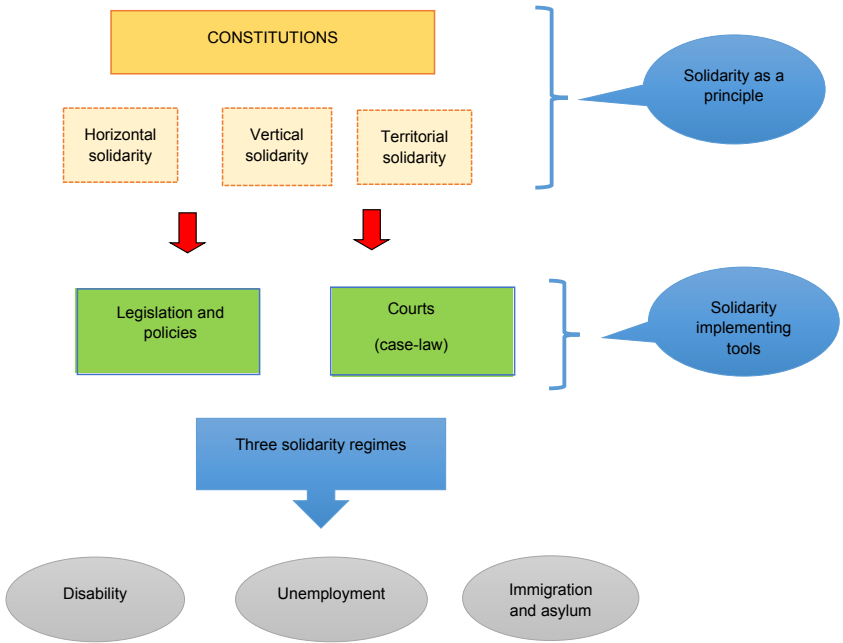 CONSTITUTIONS
Solidarity as a
principle
Horizontal
solidarity
Vertical
solidarity
Territorial
solidarity
Legislation and
policies
Courts
(case-law)
Solidarity
implementing
tools
Three solidarity regimes
Disability
Unemployment
Immigration
and asylum